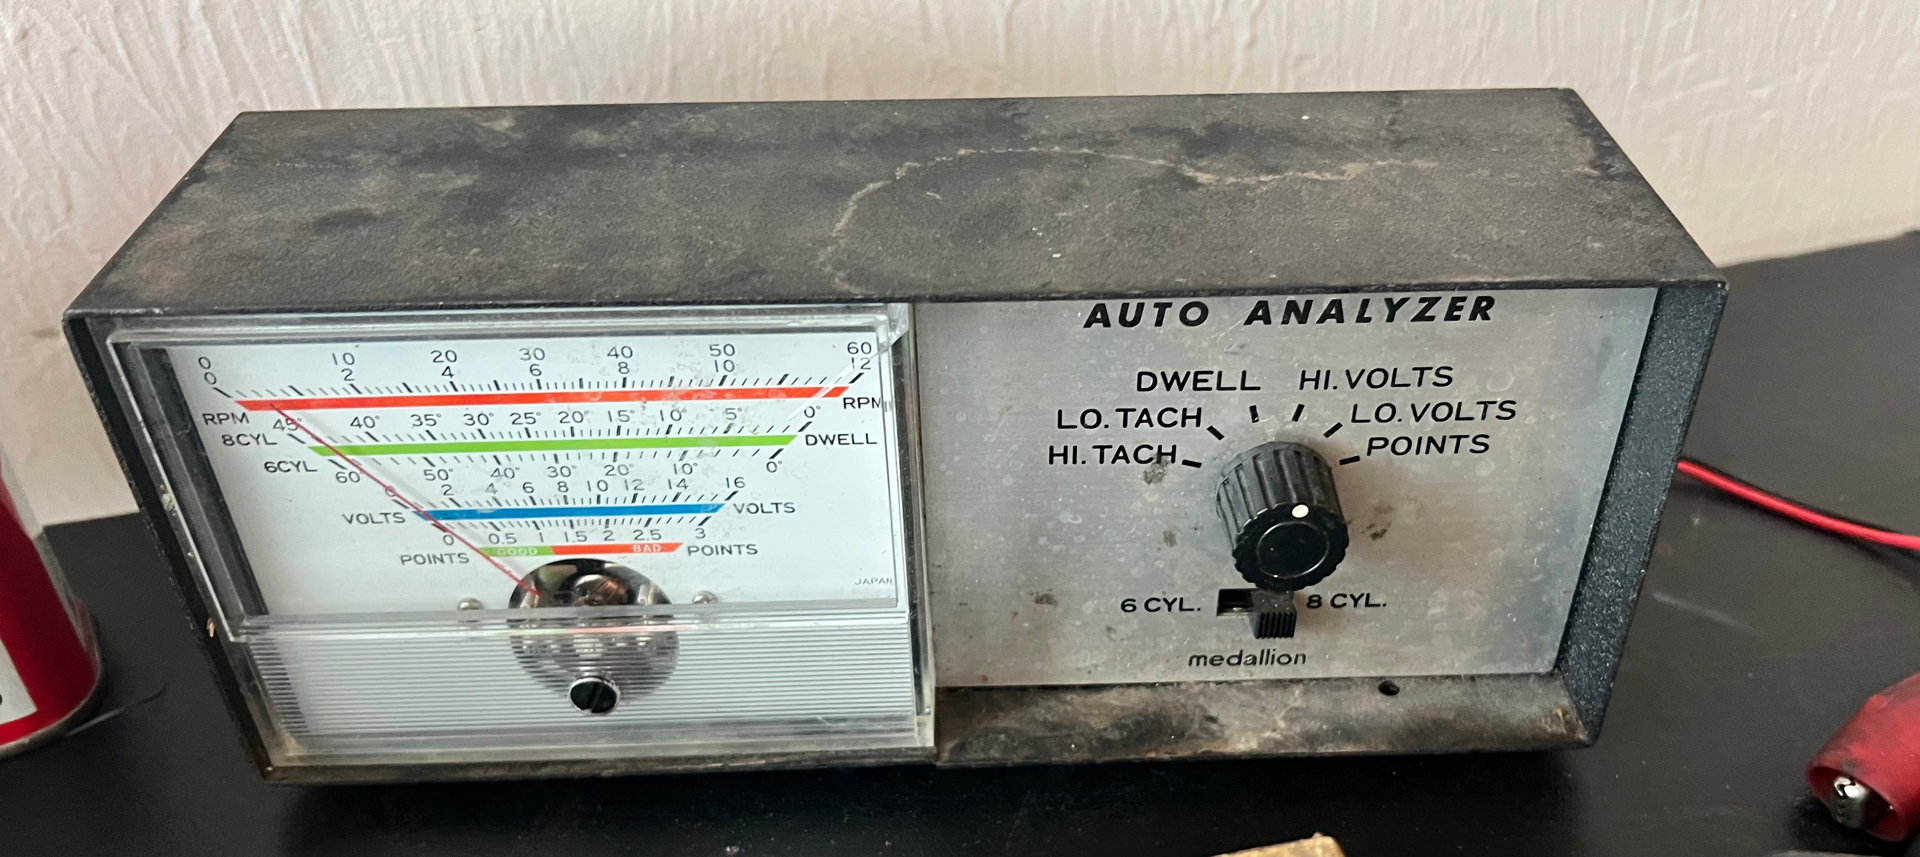 0 10 20 30 40 50 60
0 2 4 6 8 10 12
RPM RPM
45° 40° 35° 30° 25° 20° 15° 10° 5° 0°
8CYL DWELL
6CYL
60° 50° 40° 30° 20° 10° 0°
0 2 4 6 8 10 12 14 16
VOLTS VOLTS
0 0.5 1 1.5 2 2.5 3
POINTS GOOD BAD POINTS
JAPAN
AUTO ANALYZER
DWELL HI. VOLTS
LO. TACH LO. VOLTS
HI. TACH POINTS
6 CYL. 8 CYL.
medallion